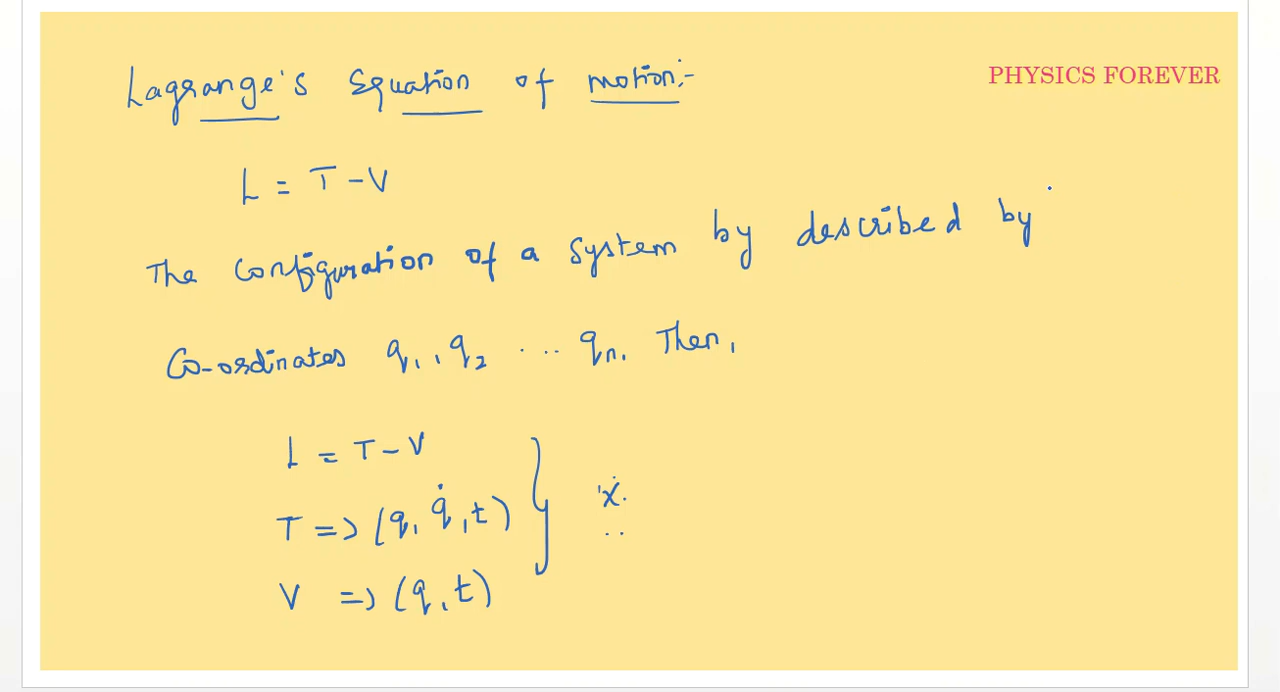 Lagrange's Equation of motion:-
PHYSICS FOREVER
L = T - V
The configuration of a system by described by
Co-ordinates q₁, q₂ ... qₙ. Then,
L = T - V
T => (q, q̇, t)
V => (q, t)